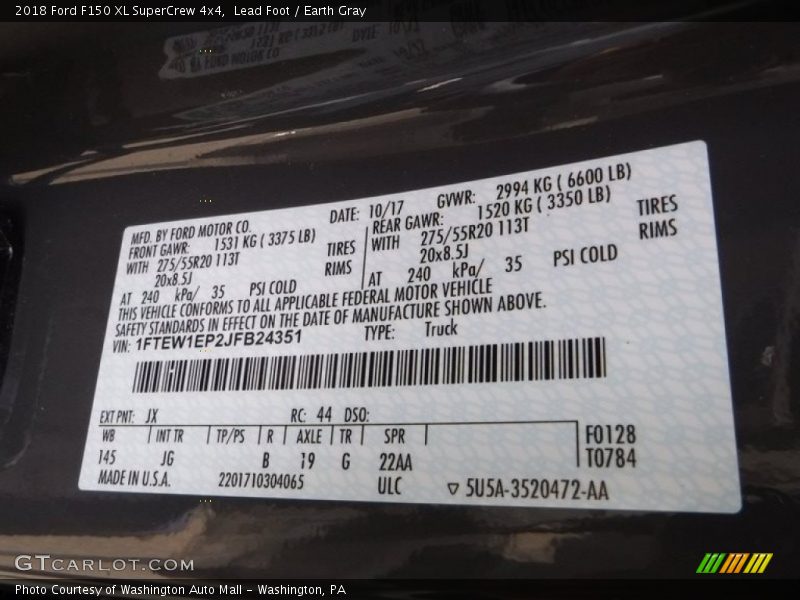 2018 Ford F150 XL SuperCrew 4x4,  Lead Foot / Earth Gray
MFD. BY FORD MOTOR CO. DATE: 10/17 GVWR: 2994 KG ( 6600 LB)
FRONT GAWR: 1531 KG ( 3375 LB) REAR GAWR: 1520 KG ( 3350 LB)
WITH 275/55R20 113T TIRES WITH 275/55R20 113T TIRES
20x8.5J RIMS 20x8.5J RIMS
AT 240 kPa/ 35 PSI COLD AT 240 kPa/ 35 PSI COLD
THIS VEHICLE CONFORMS TO ALL APPLICABLE FEDERAL MOTOR VEHICLE
SAFETY STANDARDS IN EFFECT ON THE DATE OF MANUFACTURE SHOWN ABOVE.
VIN: 1FTEW1EP2JFB24351 TYPE: Truck
EXT PNT: JX RC: 44 DSO:
WB INT TR TP/PS R AXLE TR SPR F0128
145 JG B 19 G 22AA T0784
MADE IN U.S.A. 2201710304065 ULC ▽ 5U5A-3520472-AA
GTCARLOT.COM
Photo Courtesy of Washington Auto Mall - Washington, PA